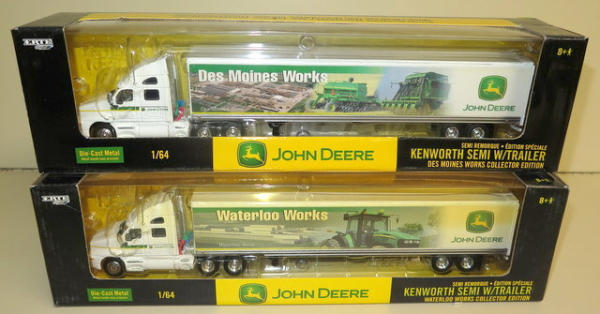 ERTL
8+
Des Moines Works
JOHN DEERE
Die-Cast Metal
1/64
JOHN DEERE
SEMI REMORQUE • ÉDITION SPÉCIALE
KENWORTH SEMI W/TRAILER
DES MOINES WORKS COLLECTOR EDITION
ERTL
8+
Waterloo Works
JOHN DEERE
Die-Cast Metal
1/64
JOHN DEERE
SEMI REMORQUE • ÉDITION SPÉCIALE
KENWORTH SEMI W/TRAILER
WATERLOO WORKS COLLECTOR EDITION